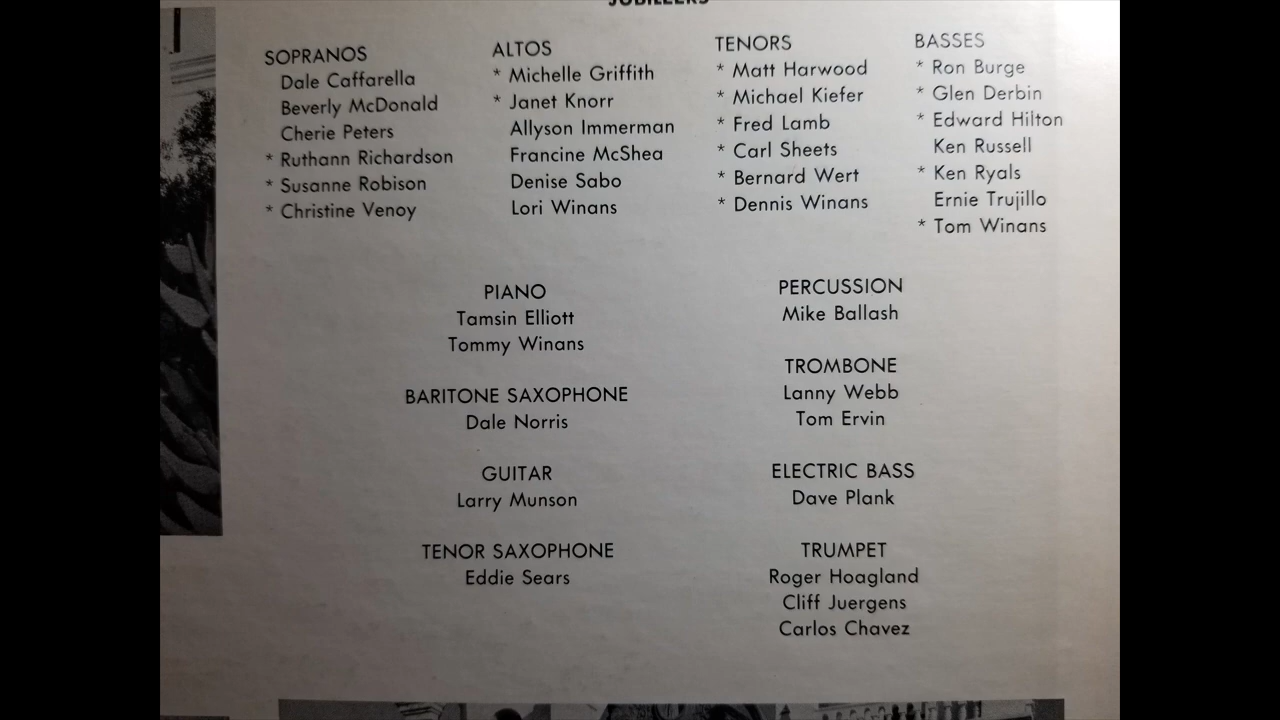 JUBILEERS
SOPRANOS
Dale Caffarella
Beverly McDonald
Cherie Peters
* Ruthann Richardson
* Susanne Robison
* Christine Venoy
ALTOS
* Michelle Griffith
* Janet Knorr
Allyson Immerman
Francine McShea
Denise Sabo
Lori Winans
TENORS
* Matt Harwood
* Michael Kiefer
* Fred Lamb
* Carl Sheets
* Bernard Wert
* Dennis Winans
BASSES
* Ron Burge
* Glen Derbin
* Edward Hilton
Ken Russell
* Ken Ryals
Ernie Trujillo
* Tom Winans
PIANO
Tamsin Elliott
Tommy Winans
BARITONE SAXOPHONE
Dale Norris
GUITAR
Larry Munson
TENOR SAXOPHONE
Eddie Sears
PERCUSSION
Mike Ballash
TROMBONE
Lanny Webb
Tom Ervin
ELECTRIC BASS
Dave Plank
TRUMPET
Roger Hoagland
Cliff Juergens
Carlos Chavez